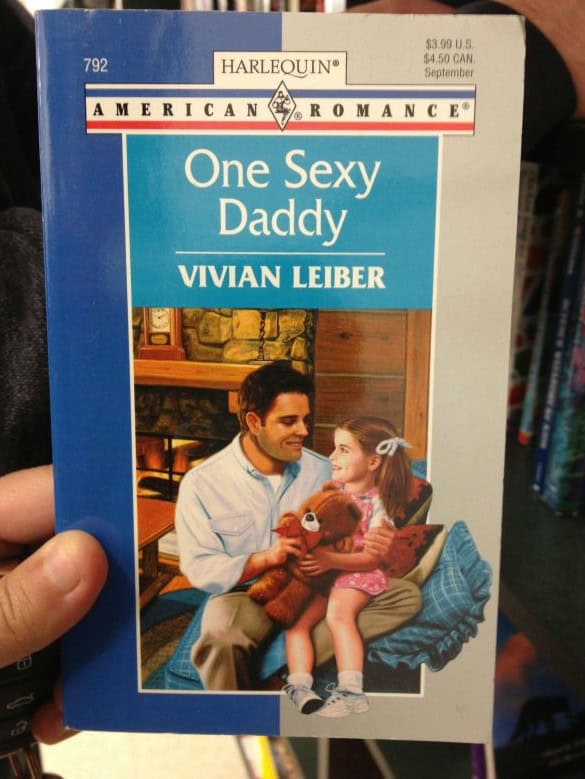 792
HARLEQUIN®
$3.99 U.S.
$4.50 CAN.
September
AMERICAN ® ROMANCE®
One Sexy
Daddy
VIVIAN LEIBER